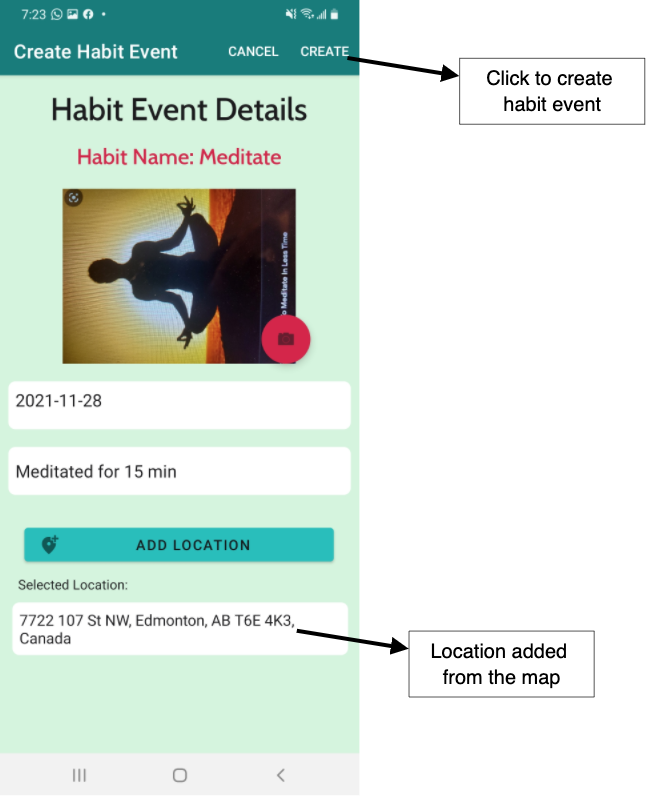 7:23
Create Habit Event CANCEL CREATE
Click to create
habit event
Habit Event Details
Habit Name: Meditate
o Meditate In Less Time
2021-11-28
Meditated for 15 min
ADD LOCATION
Selected Location:
7722 107 St NW, Edmonton, AB T6E 4K3,
Canada
Location added
from the map